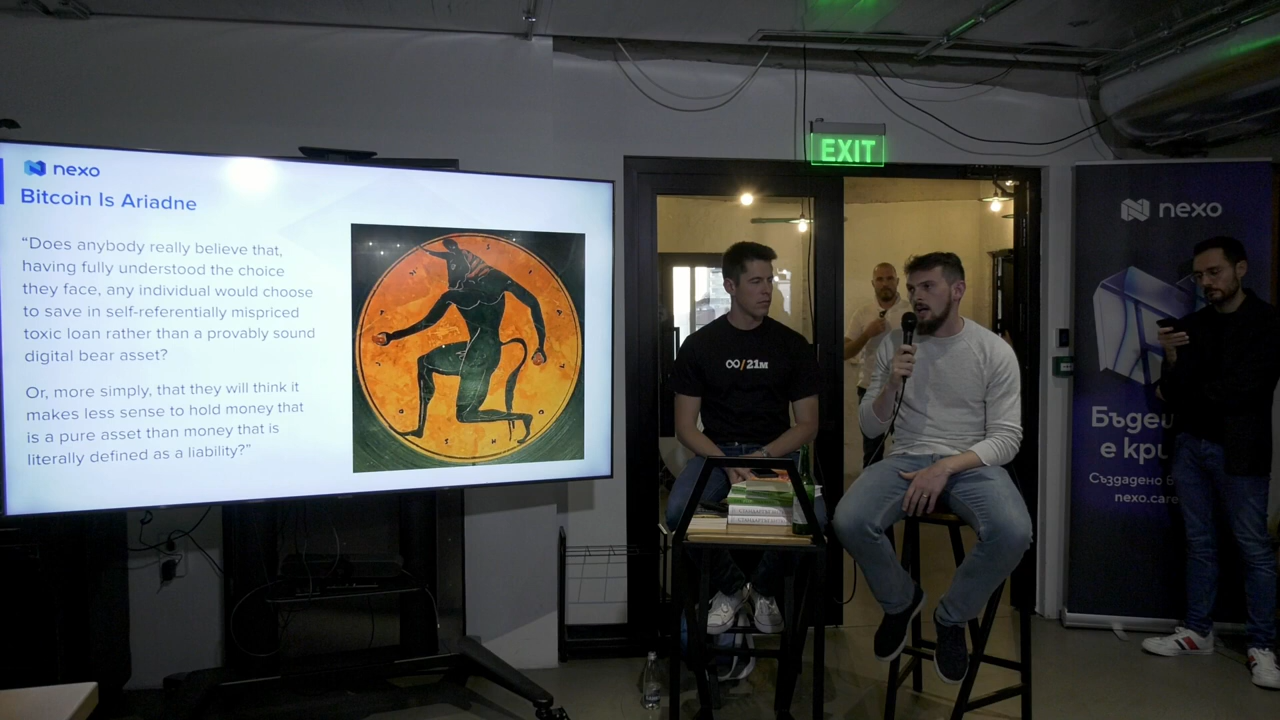 nexo
Bitcoin Is Ariadne
“Does anybody really believe that,
having fully understood the choice
they face, any individual would choose
to save in self-referentially mispriced
toxic loan rather than a provably sound
digital bear asset?
Or, more simply, that they will think it
makes less sense to hold money that
is a pure asset than money that is
literally defined as a liability?”
EXIT
∞/21M
nexo
Бъдещ
е кри
Създадено в
nexo.care